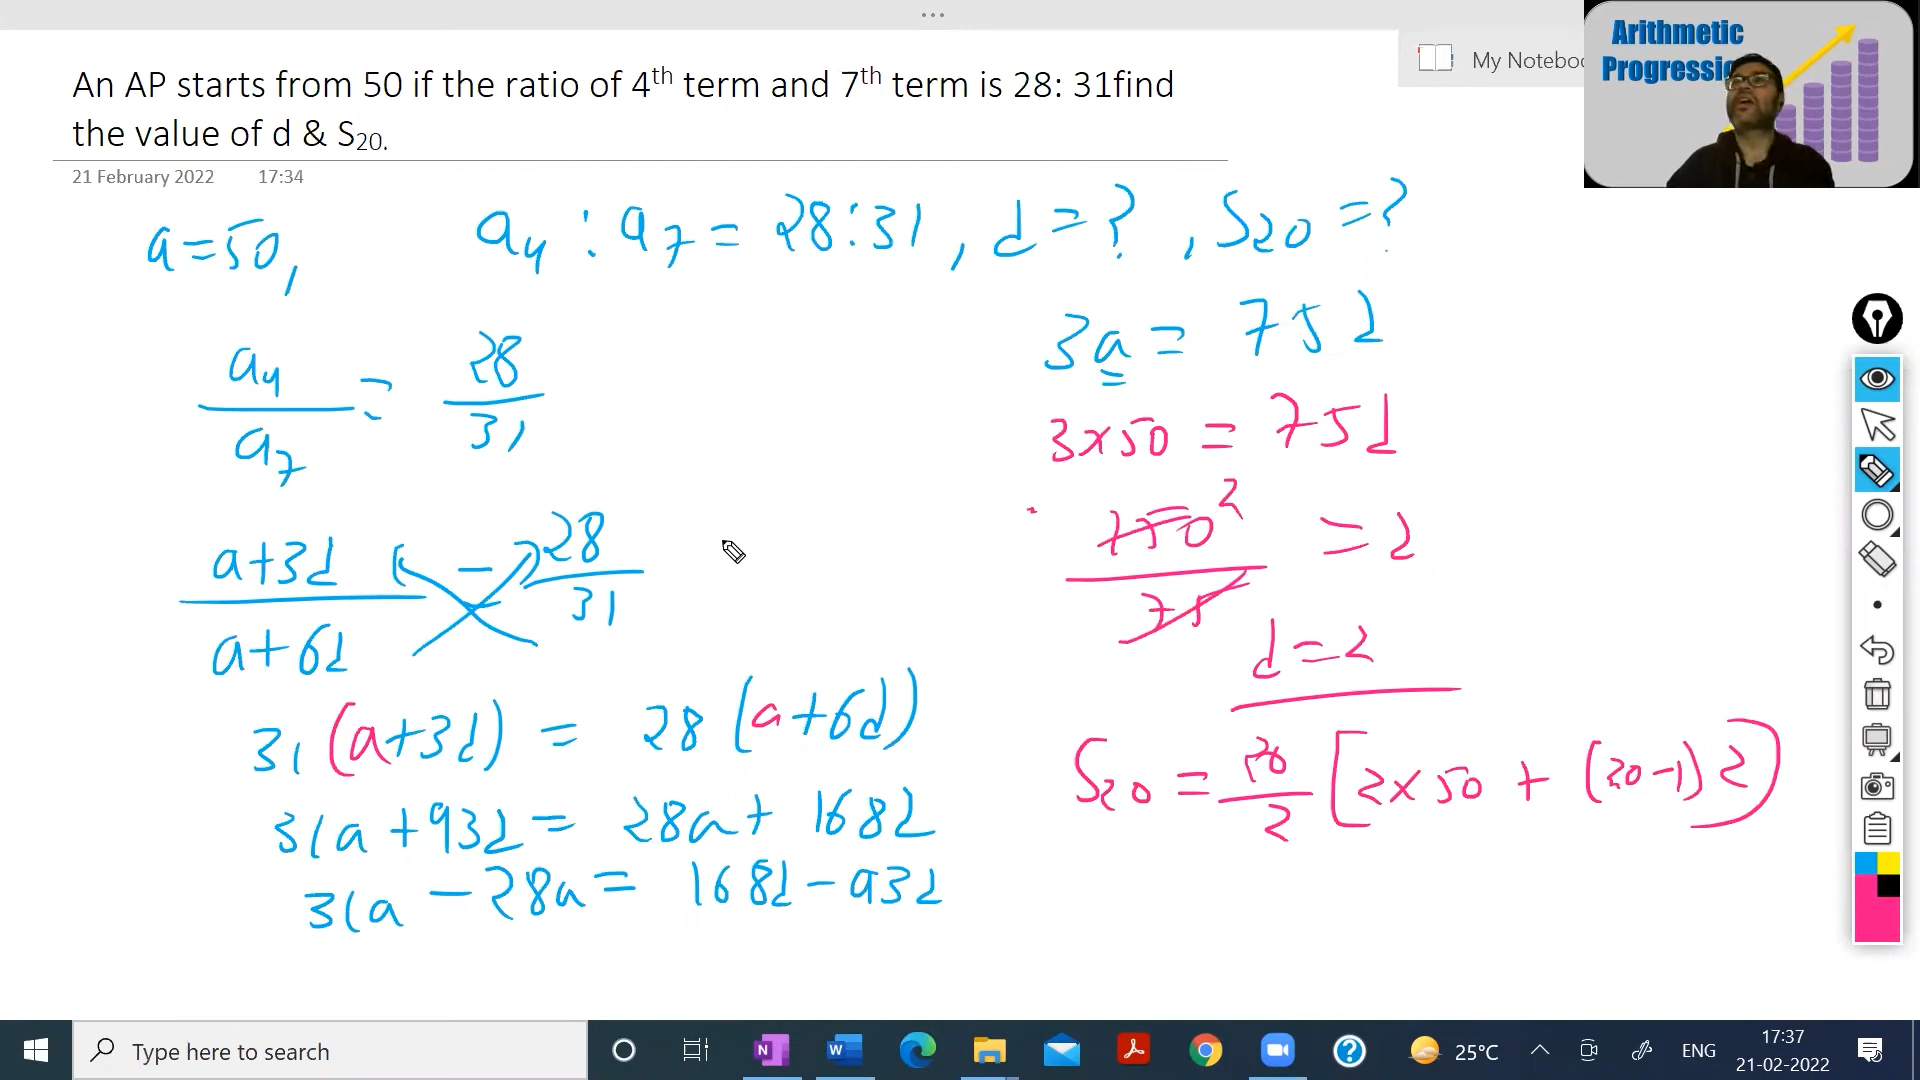 An AP starts from 50 if the ratio of 4th term and 7th term is 28: 31find
the value of d & S20.
21 February 2022 17:34
My Notebo
Arithmetic
Progressi
a=50, a4 : a7 = 28:31, d=? , S20 =?
a4/a7 = 28/31
a+3d/a+6d = 28/31
31 (a+3d) = 28 (a+6d)
31a +93d = 28a+ 168d
31a - 28a = 168d - 93d
3a = 75d
3x50 = 75d
150 2/75 = 2
d=2
S20 = 20/2 [2x50 + (20-1) 2]
Type here to search
25°C
ENG
17:37
21-02-2022